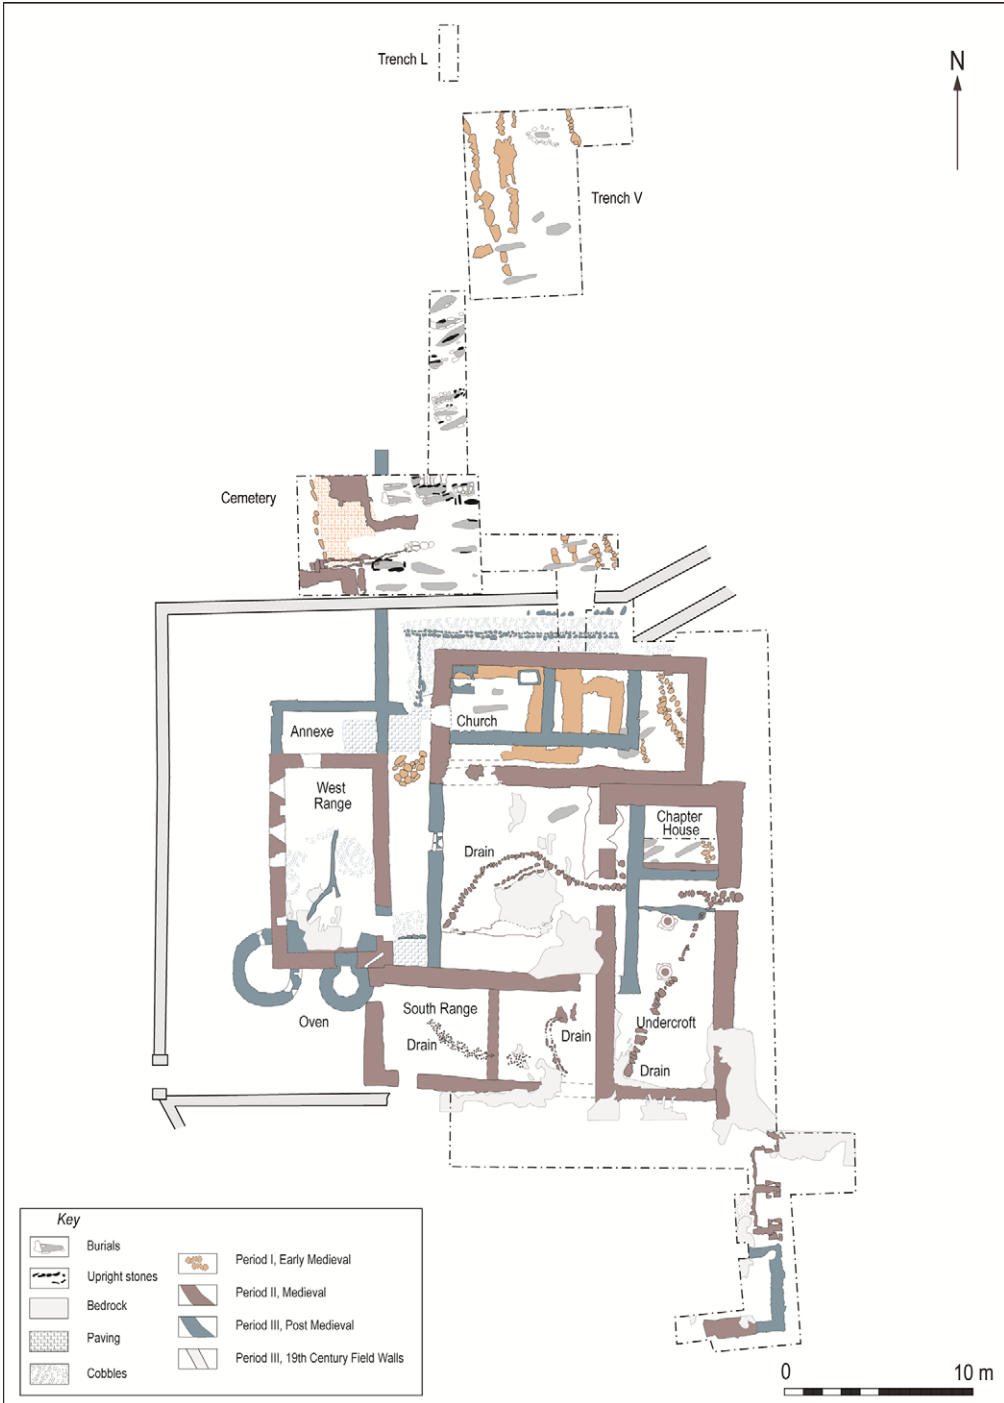 Trench L
N
Trench V
Cemetery
Church
Annexe
West
Range
Chapter
House
Drain
South Range
Drain
Drain
Undercroft
Oven
Drain
Key
Burials
Upright stones
Bedrock
Paving
Cobbles
Period I, Early Medieval
Period II, Medieval
Period III, Post Medieval
Period III, 19th Century Field Walls
0
10 m